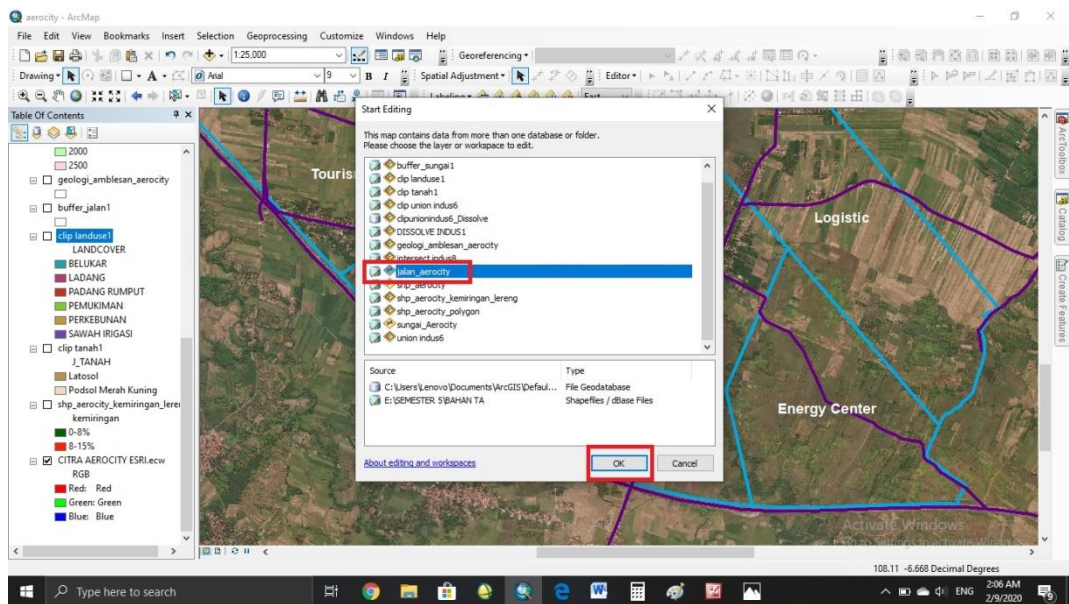 aerocity - ArcMap
File Edit View Bookmarks Insert Selection Geoprocessing Customize Windows Help
1:25,000
Georeferencing
Drawing
A
Arial
9
B I
Spatial Adjustment
Editor
Labeling
Fast
Table Of Contents
2000
2500
geologi_amblesan_aerocity
buffer_jalan1
clip landuse1
LANDCOVER
BELUKAR
LADANG
PADANG RUMPUT
PEMUKIMAN
PERKEBUNAN
SAWAH IRIGASI
clip tanah1
J_TANAH
Latosol
Podsol Merah Kuning
shp_aerocity_kemiringan_lerei
kemiringan
0-8%
8-15%
CITRA AEROCITY ESRI.ecw
RGB
Red: Red
Green: Green
Blue: Blue
Touris
Start Editing
This map contains data from more than one database or folder.
Please choose the layer or workspace to edit.
buffer_sungai1
clip landuse1
clip tanah1
clip union indus6
clipunionindus6_Dissolve
DISSOLVE INDUS1
geologi_amblesan_aerocity
intersect indus8
jalan_aerocity
shp_aerocity
shp_aerocity_kemiringan_lereng
shp_aerocity_polygon
sungai_Aerocity
union indus6
Source Type
C:\Users\Lenovo\Documents\ArcGIS\Defaul... File Geodatabase
E:\SEMESTER 5\BAHAN TA Shapefiles / dBase Files
About editing and workspaces
OK
Cancel
Logistic
Energy Center
ArcToolbox
Catalog
Create Features
Activate Windows
108.11 -6.668 Decimal Degrees
Type here to search
ENG
2:06 AM
2/9/2020